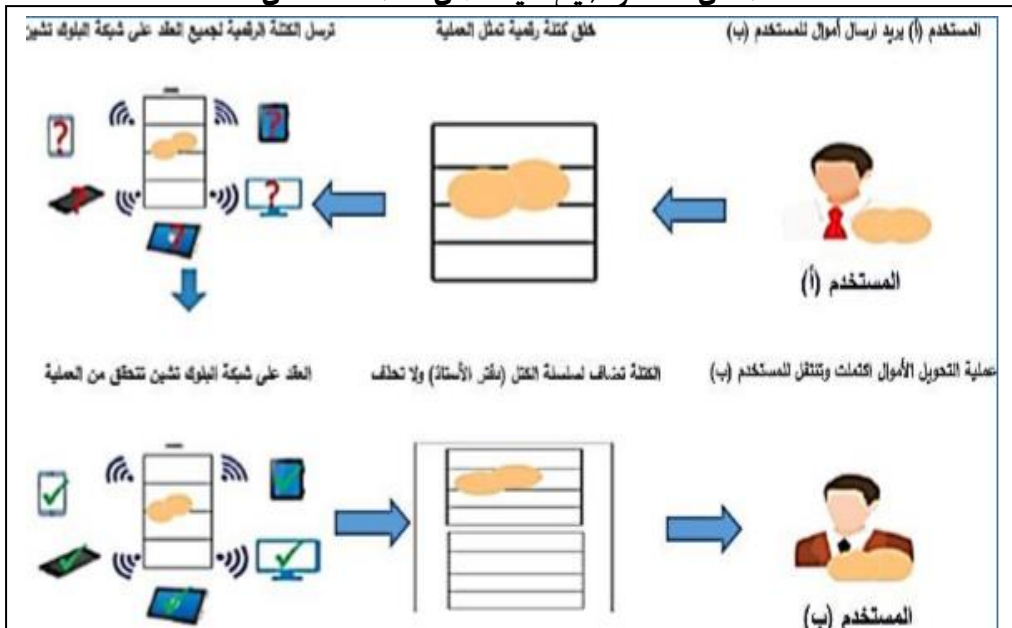 المستخدم (أ) يريد ارسال أموال للمستخدم (ب)
خلق كتلة رقمية تمثل العملية
ترسل الكتلة الرقمية لجميع العقد على شبكة البلوك تشين
? ? ? ? ?
المستخدم (أ)
العقد على شبكة البلوك تشين تتحقق من العملية
الكتلة تضاف لسلسلة الكتل (دفتر الأستاذ) ولا تحذف
عملية التحويل الأموال اكتملت وتنتقل للمستخدم (ب)
المستخدم (ب)